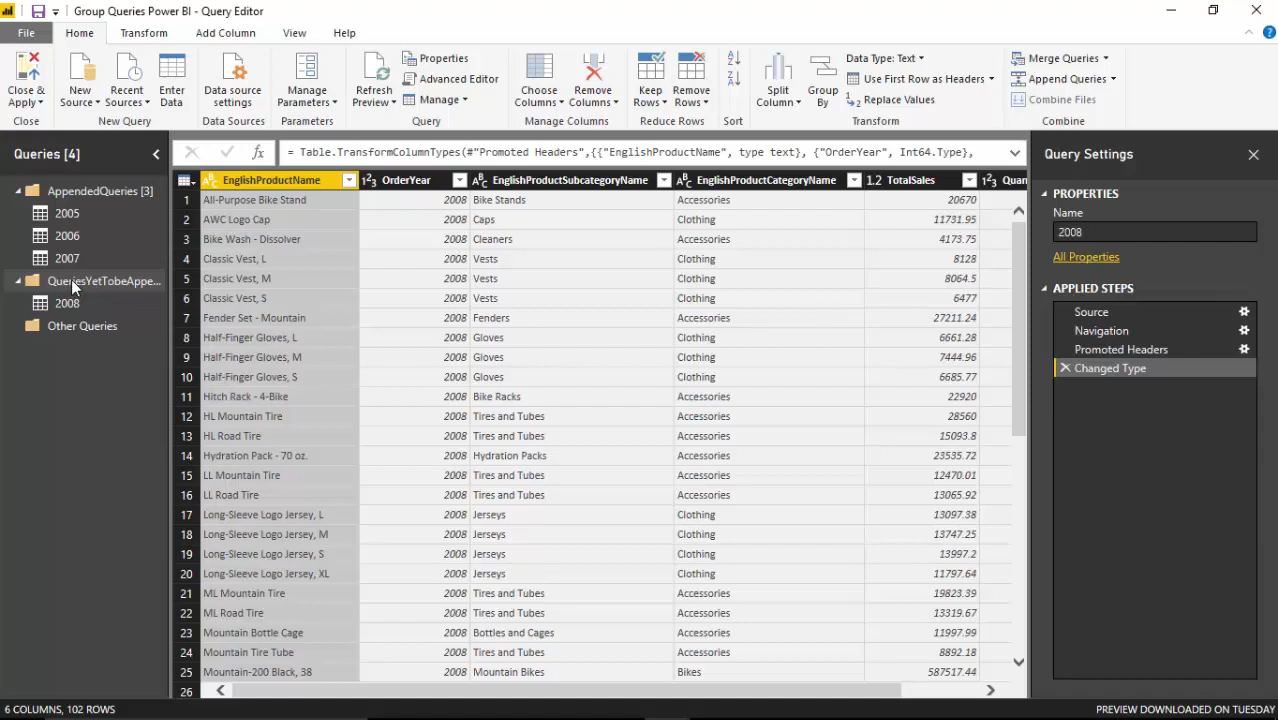 Group Queries Power BI - Query Editor
File Home Transform Add Column View Help
Close & Apply
New Source
Recent Sources
Enter Data
Data source settings
Manage Parameters
Refresh Preview
Properties
Advanced Editor
Manage
Choose Columns
Remove Columns
Keep Rows
Remove Rows
Split Column
Group By
Data Type: Text
Use First Row as Headers
Replace Values
Merge Queries
Append Queries
Combine Files
Close New Query Data Sources Parameters Query Manage Columns Reduce Rows Sort Transform Combine
Queries [4]
AppendedQueries [3]
2005
2006
2007
QueriesYetTobeAppe...
2008
Other Queries
fx = Table.TransformColumnTypes(#"Promoted Headers",{{"EnglishProductName", type text}, {"OrderYear", Int64.Type},
EnglishProductName OrderYear EnglishProductSubcategoryName EnglishProductCategoryName 1.2 TotalSales Quan
1 All-Purpose Bike Stand 2008 Bike Stands Accessories 20670
2 AWC Logo Cap 2008 Caps Clothing 11731.95
3 Bike Wash - Dissolver 2008 Cleaners Accessories 4173.75
4 Classic Vest, L 2008 Vests Clothing 8128
5 Classic Vest, M 2008 Vests Clothing 8064.5
6 Classic Vest, S 2008 Vests Clothing 6477
7 Fender Set - Mountain 2008 Fenders Accessories 27211.24
8 Half-Finger Gloves, L 2008 Gloves Clothing 6661.28
9 Half-Finger Gloves, M 2008 Gloves Clothing 7444.96
10 Half-Finger Gloves, S 2008 Gloves Clothing 6685.77
11 Hitch Rack - 4-Bike 2008 Bike Racks Accessories 22920
12 HL Mountain Tire 2008 Tires and Tubes Accessories 28560
13 HL Road Tire 2008 Tires and Tubes Accessories 15093.8
14 Hydration Pack - 70 oz. 2008 Hydration Packs Accessories 23535.72
15 LL Mountain Tire 2008 Tires and Tubes Accessories 12470.01
16 LL Road Tire 2008 Tires and Tubes Accessories 13065.92
17 Long-Sleeve Logo Jersey, L 2008 Jerseys Clothing 13097.38
18 Long-Sleeve Logo Jersey, M 2008 Jerseys Clothing 13747.25
19 Long-Sleeve Logo Jersey, S 2008 Jerseys Clothing 13997.2
20 Long-Sleeve Logo Jersey, XL 2008 Jerseys Clothing 11797.64
21 ML Mountain Tire 2008 Tires and Tubes Accessories 19823.39
22 ML Road Tire 2008 Tires and Tubes Accessories 13319.67
23 Mountain Bottle Cage 2008 Bottles and Cages Accessories 11997.99
24 Mountain Tire Tube 2008 Tires and Tubes Accessories 8892.18
25 Mountain-200 Black, 38 2008 Mountain Bikes Bikes 587517.44
26
Query Settings
PROPERTIES
Name
2008
All Properties
APPLIED STEPS
Source
Navigation
Promoted Headers
Changed Type
6 COLUMNS, 102 ROWS
PREVIEW DOWNLOADED ON TUESDAY